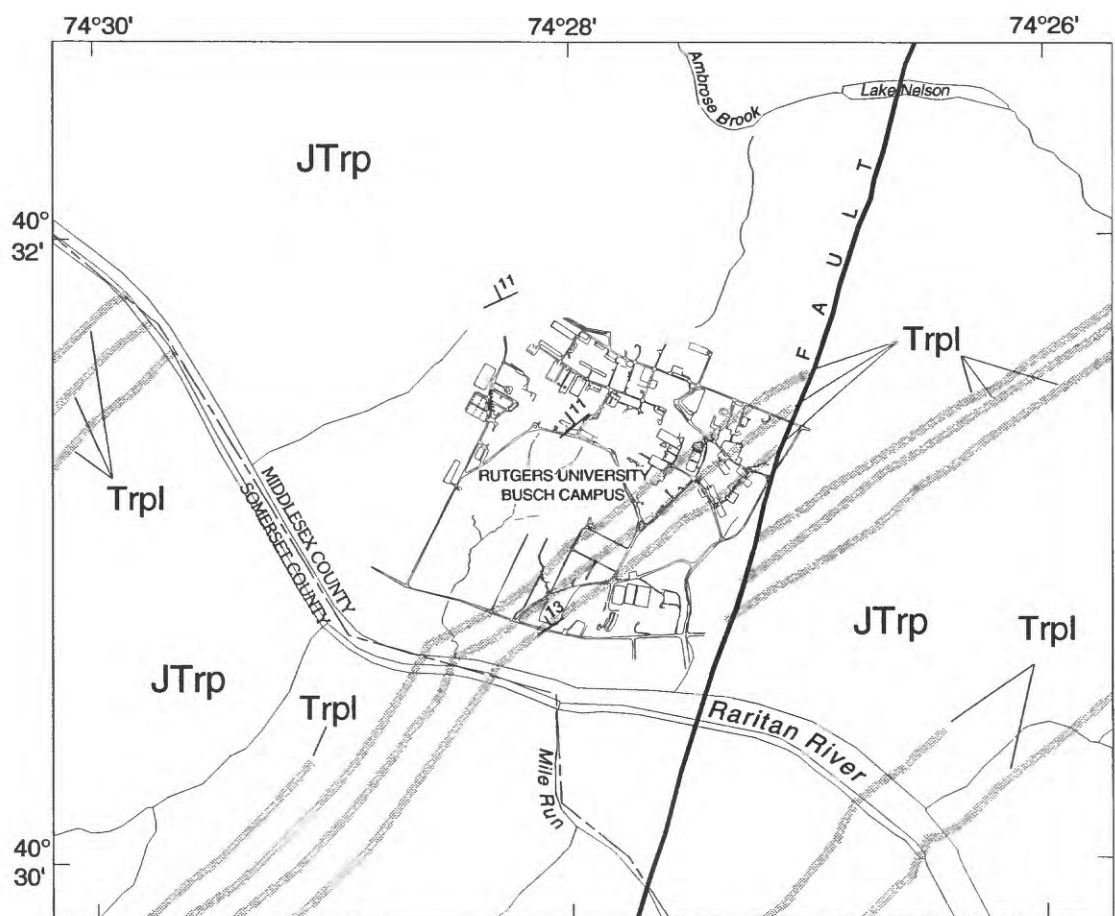 74°30'
74°28'
74°26'
Ambrose Brook
Lake Nelson
JTrp
40°
32'
FAULT
11
Trpl
11
Trpl
RUTGERS UNIVERSITY
BUSCH CAMPUS
MIDDLESEX COUNTY
SOMERSET COUNTY
13
JTrp
Trpl
JTrp
Trpl
Raritan River
Mile Run
40°
30'